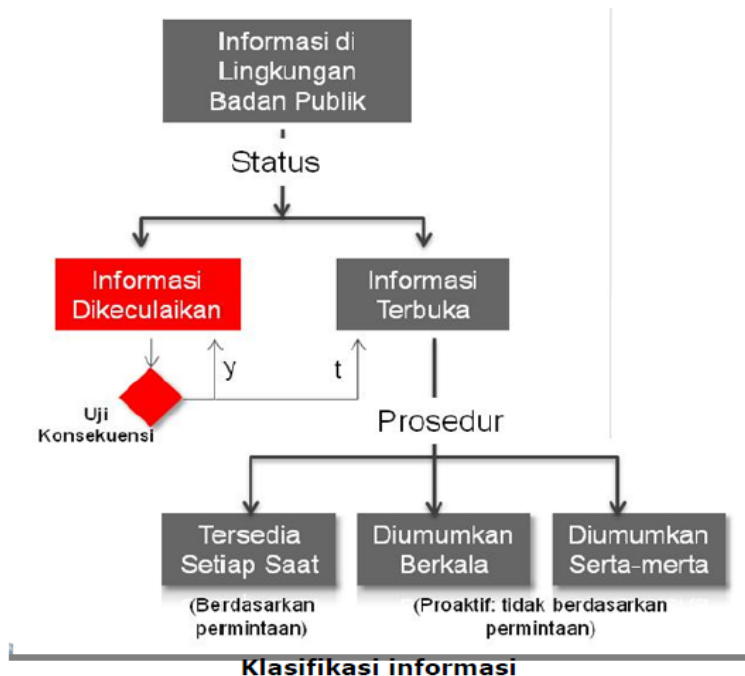 Informasi di
Lingkungan
Badan Publik
Status
Informasi
Dikeculaikan
Informasi
Terbuka
y
t
Uji
Konsekuensi
Prosedur
Tersedia
Setiap Saat
Diumumkan
Berkala
Diumumkan
Serta-merta
(Berdasarkan
permintaan)
(Proaktif: tidak berdasarkan
permintaan)
Klasifikasi informasi